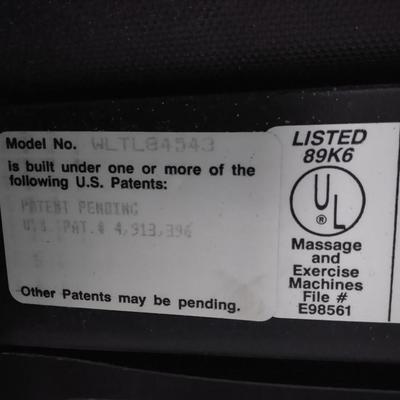 Model No. WLTL84543
is built under one or more of the
following U.S. Patents:
PATENT PENDING
U.S. PAT.# 4,913,396
Other Patents may be pending.
LISTED
89K6
UL
®
Massage
and
Exercise
Machines
File #
E98561